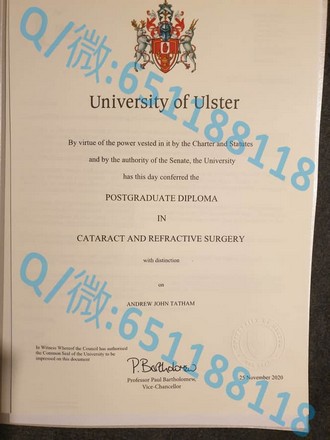 Q/微:651188118
University of Ulster
By virtue of the power vested in it by the Charter and Statutes
and by the authority of the Senate, the University
has this day conferred the
POSTGRADUATE DIPLOMA
IN
CATARACT AND REFRACTIVE SURGERY
with distinction
on
ANDREW JOHN TATHAM
In Witness Whereof the Council has authorised
the Common Seal of the University to be
impressed on this document
P. Bartholomew
Professor Paul Bartholomew,
Vice-Chancellor
25 November 2020
Q/微:651188118